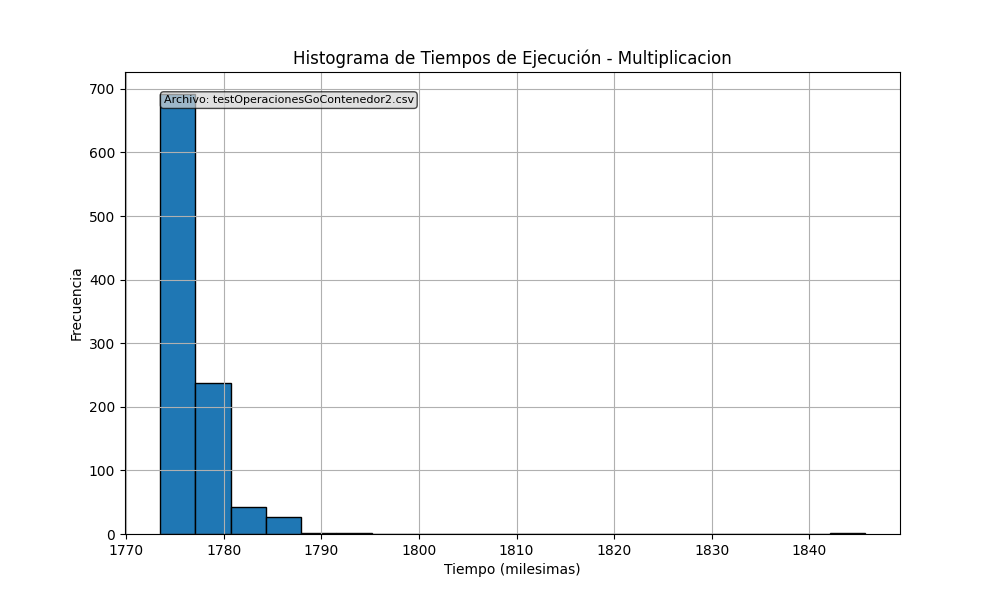 Histograma de Tiempos de Ejecución - Multiplicacion
Archivo: testOperacionesGoContenedor2.csv
Frecuencia
700
600
500
400
300
200
100
0
1770 1780 1790 1800 1810 1820 1830 1840
Tiempo (milesimas)